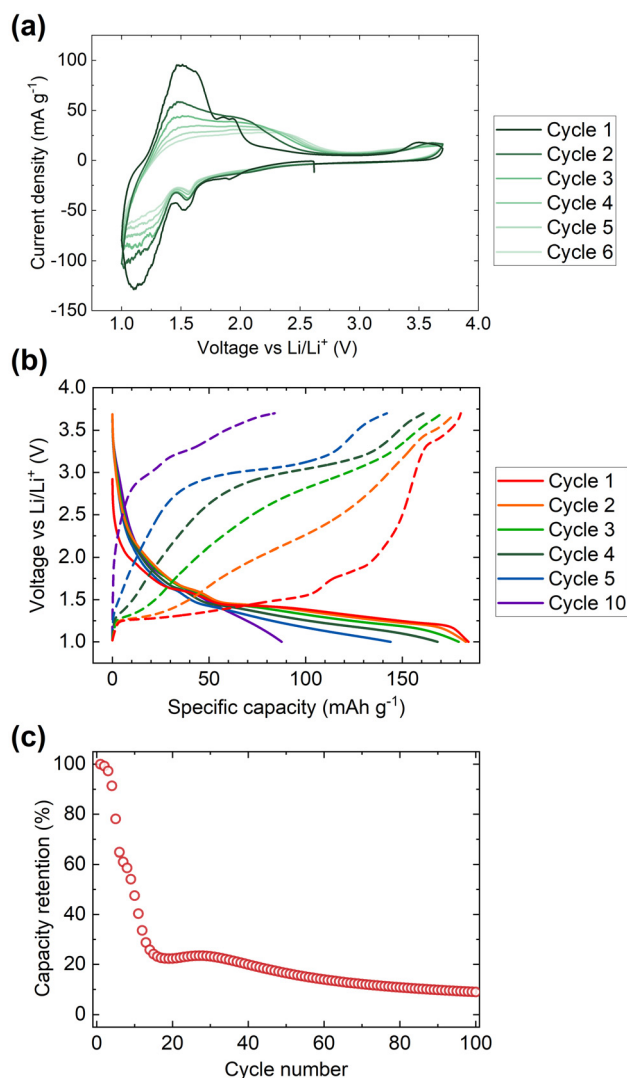 (a)
Current density (mA g⁻¹)
100
50
0
-50
-100
-150
1.0 1.5 2.0 2.5 3.0 3.5 4.0
Voltage vs Li/Li⁺ (V)
Cycle 1
Cycle 2
Cycle 3
Cycle 4
Cycle 5
Cycle 6
(b)
Voltage vs Li/Li⁺ (V)
4.0
3.5
3.0
2.5
2.0
1.5
1.0
0 50 100 150
Specific capacity (mAh g⁻¹)
Cycle 1
Cycle 2
Cycle 3
Cycle 4
Cycle 5
Cycle 10
(c)
Capacity retention (%)
100
80
60
40
20
0
0 20 40 60 80 100
Cycle number